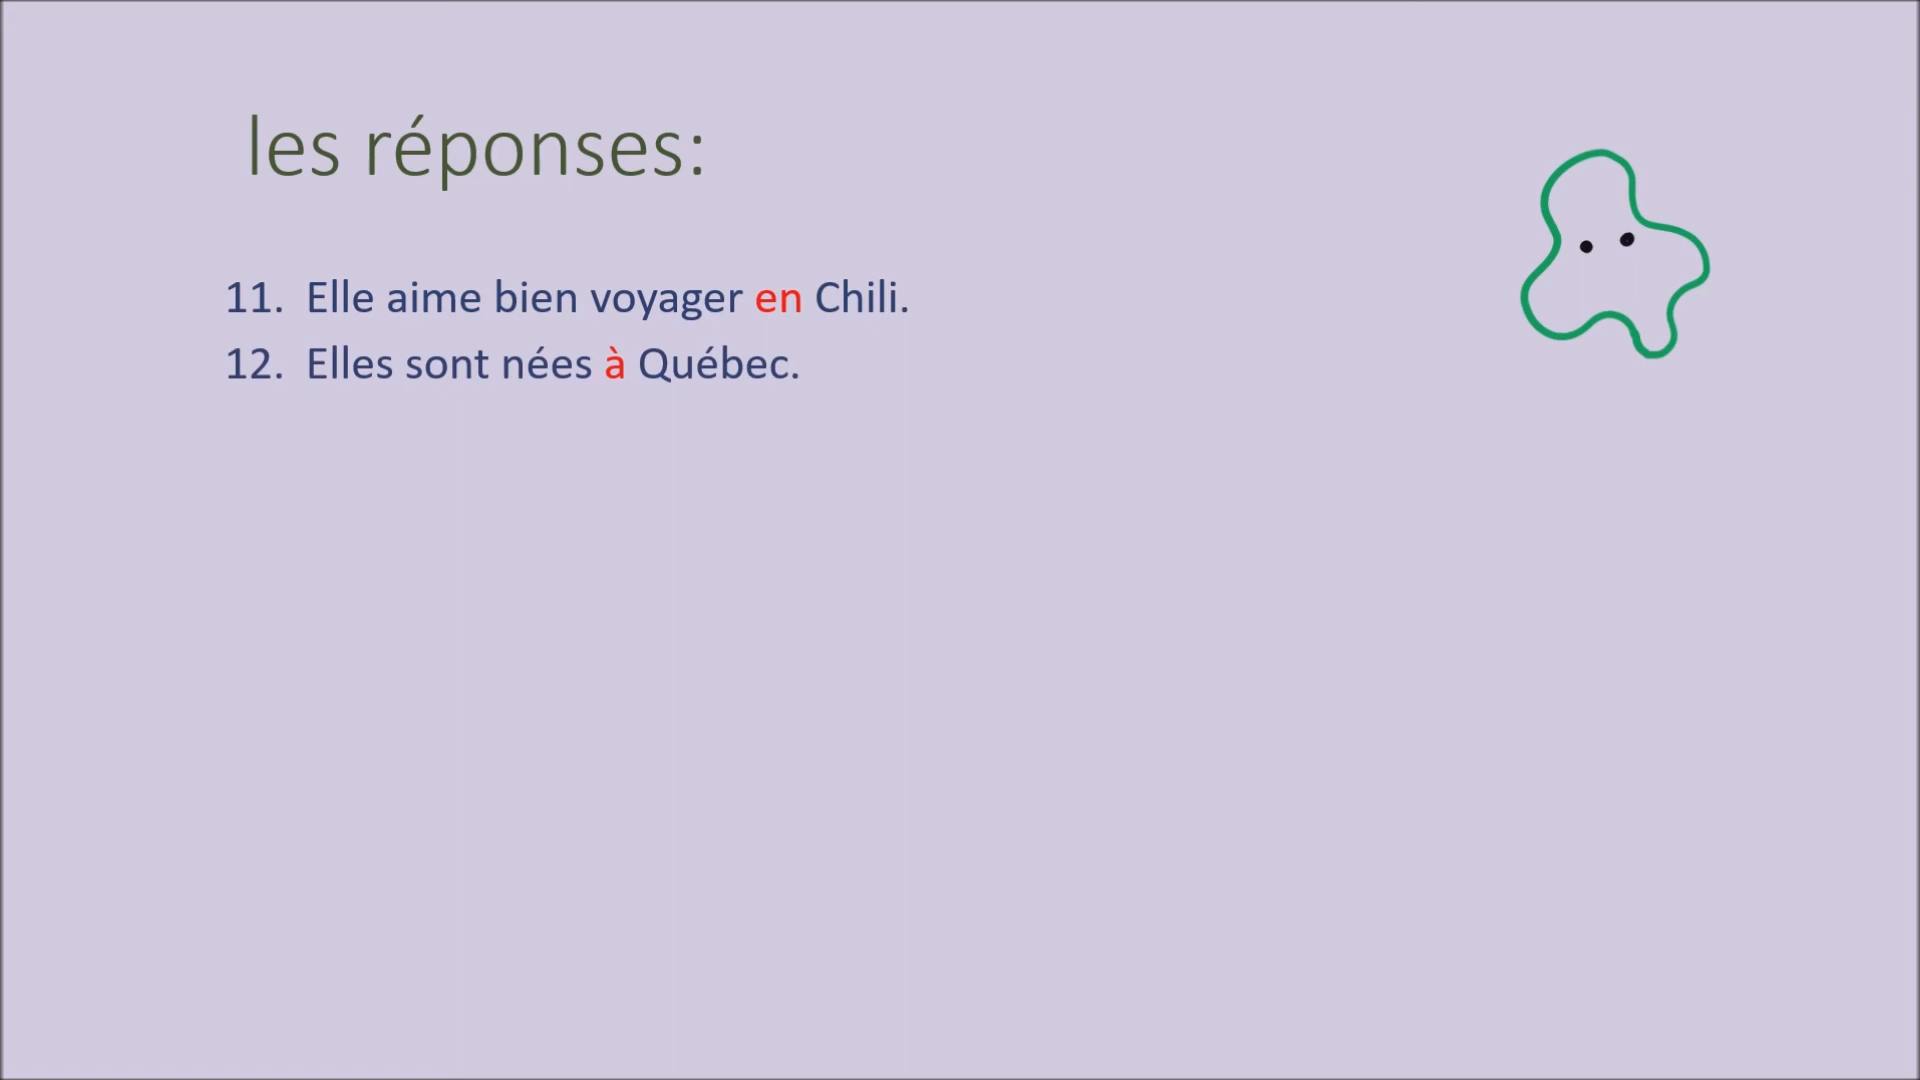 les réponses:
11. Elle aime bien voyager en Chili.
12. Elles sont nées à Québec.